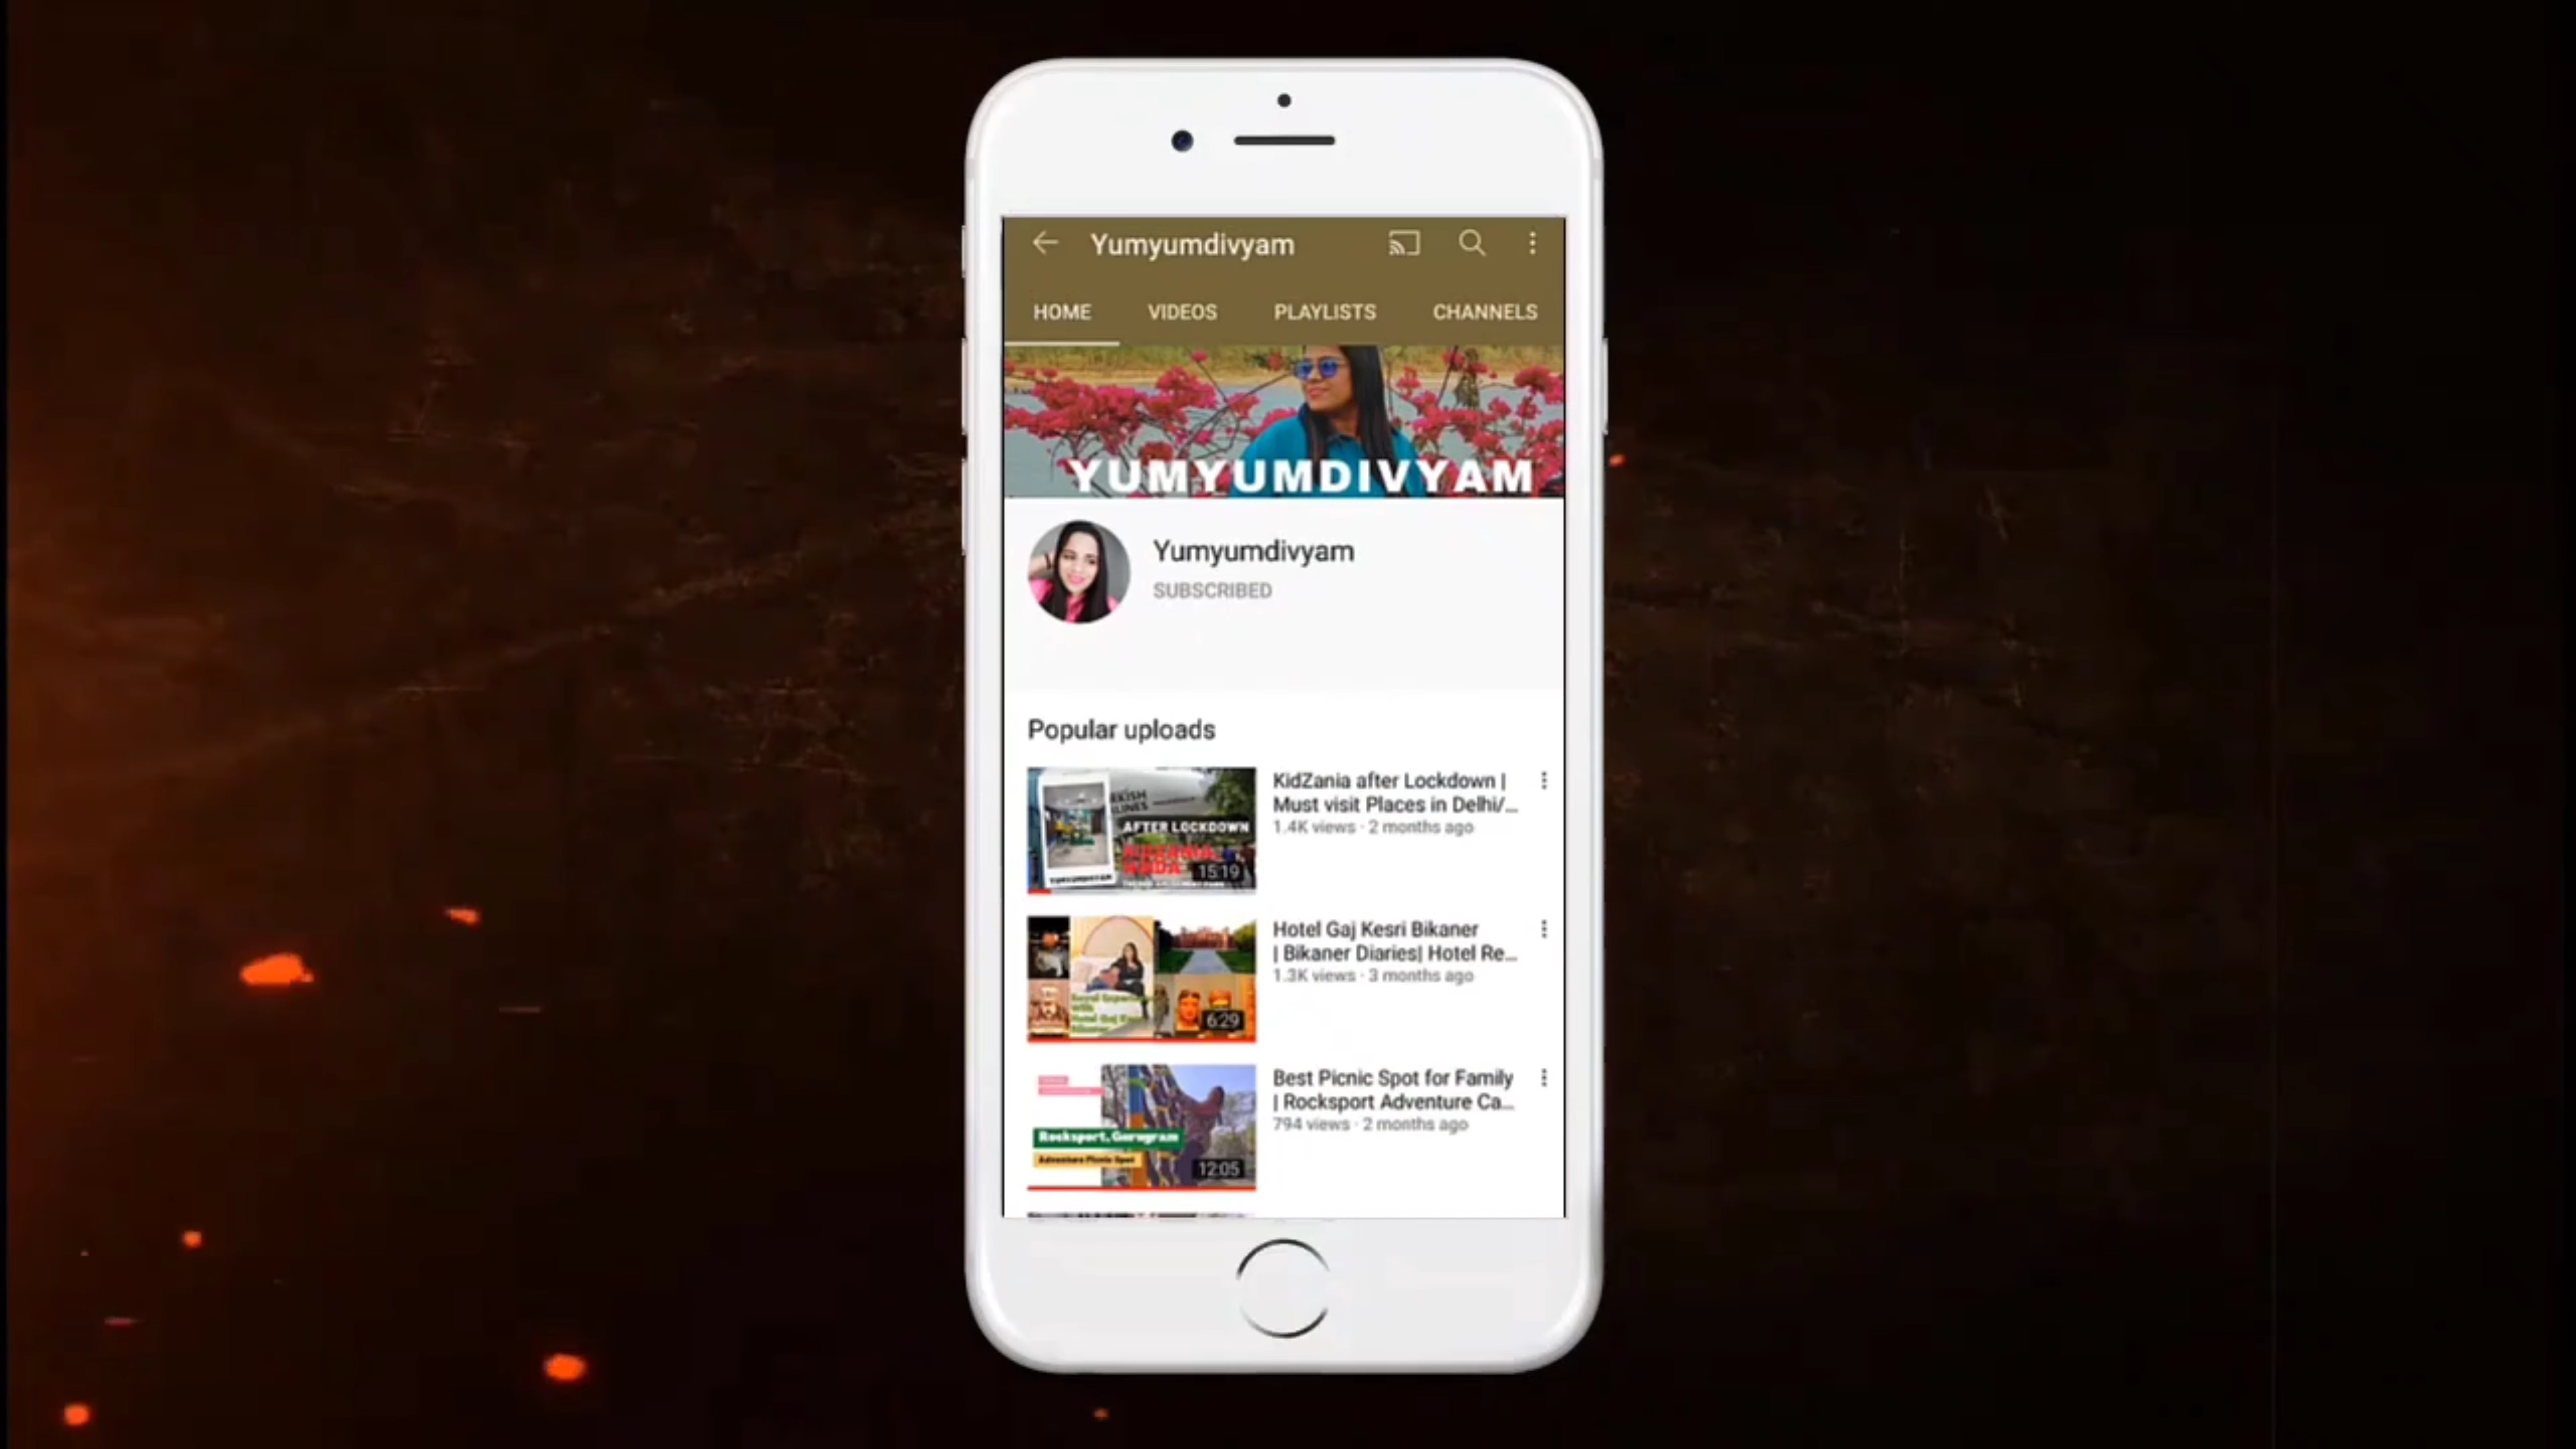 Yumyumdivyam
HOME VIDEOS PLAYLISTS CHANNELS
YUMYUMDIVYAM
Yumyumdivyam
SUBSCRIBED
Popular uploads
AFTER LOCKDOWN
15:19
KidZania after Lockdown |
Must visit Places in Delhi/...
1.4K views · 2 months ago
6:29
Hotel Gaj Kesri Bikaner
| Bikaner Diaries| Hotel Re...
1.3K views · 3 months ago
Rocksport, Gurugram
Adventure Picnic Spot
12:05
Best Picnic Spot for Family
| Rocksport Adventure Ca...
794 views · 2 months ago